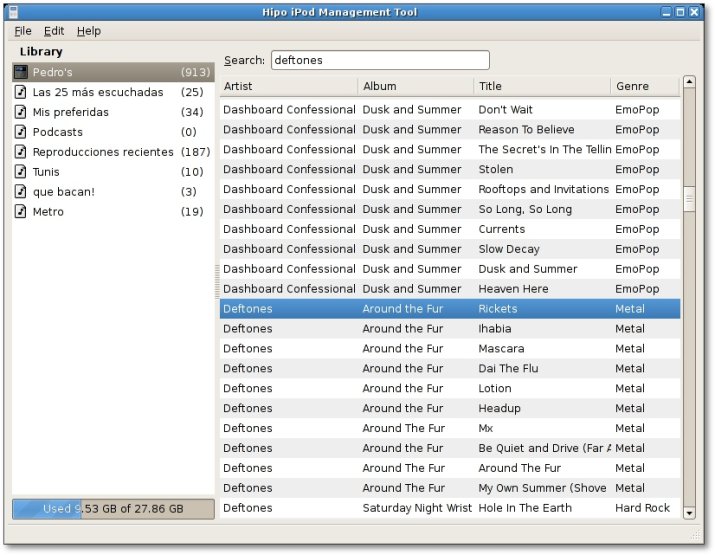 Hipo iPod Management Tool
File Edit Help
Library
Pedro's (913)
Las 25 más escuchadas (25)
Mis preferidas (34)
Podcasts (0)
Reproducciones recientes (187)
Tunis (10)
que bacan! (3)
Metro (19)
Used 9.53 GB of 27.86 GB
Search: deftones
Artist Album Title Genre
Dashboard Confessional Dusk and Summer Don't Wait EmoPop
Dashboard Confessional Dusk and Summer Reason To Believe EmoPop
Dashboard Confessional Dusk and Summer The Secret's In The Tellin EmoPop
Dashboard Confessional Dusk and Summer Stolen EmoPop
Dashboard Confessional Dusk and Summer Rooftops and Invitations EmoPop
Dashboard Confessional Dusk and Summer So Long, So Long EmoPop
Dashboard Confessional Dusk and Summer Currents EmoPop
Dashboard Confessional Dusk and Summer Slow Decay EmoPop
Dashboard Confessional Dusk and Summer Dusk and Summer EmoPop
Dashboard Confessional Dusk and Summer Heaven Here EmoPop
Deftones Around the Fur Rickets Metal
Deftones Around the Fur Ihabia Metal
Deftones Around the Fur Mascara Metal
Deftones Around the Fur Dai The Flu Metal
Deftones Around the Fur Lotion Metal
Deftones Around the Fur Headup Metal
Deftones Around The Fur Mx Metal
Deftones Around The Fur Be Quiet and Drive (Far A Metal
Deftones Around The Fur Around The Fur Metal
Deftones Around The Fur My Own Summer (Shove Metal
Deftones Saturday Night Wrist Hole In The Earth Hard Rock